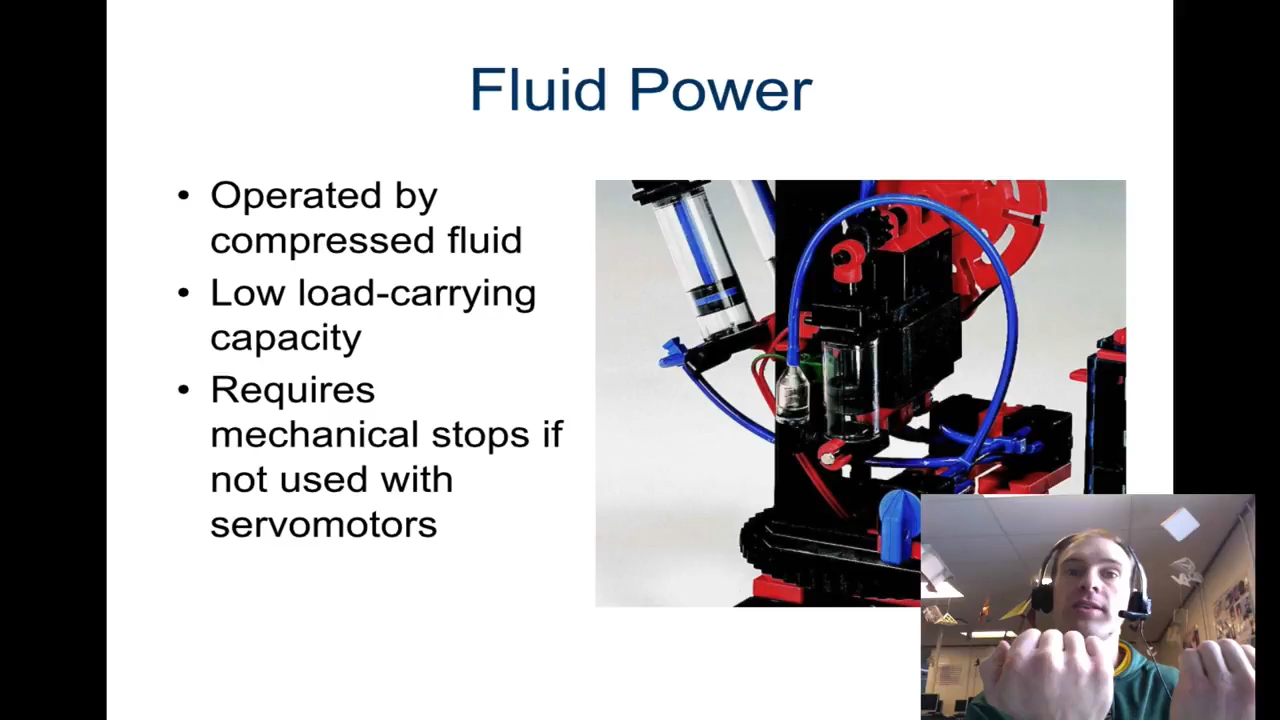 Fluid Power
• Operated by
compressed fluid
• Low load-carrying
capacity
• Requires
mechanical stops if
not used with
servomotors